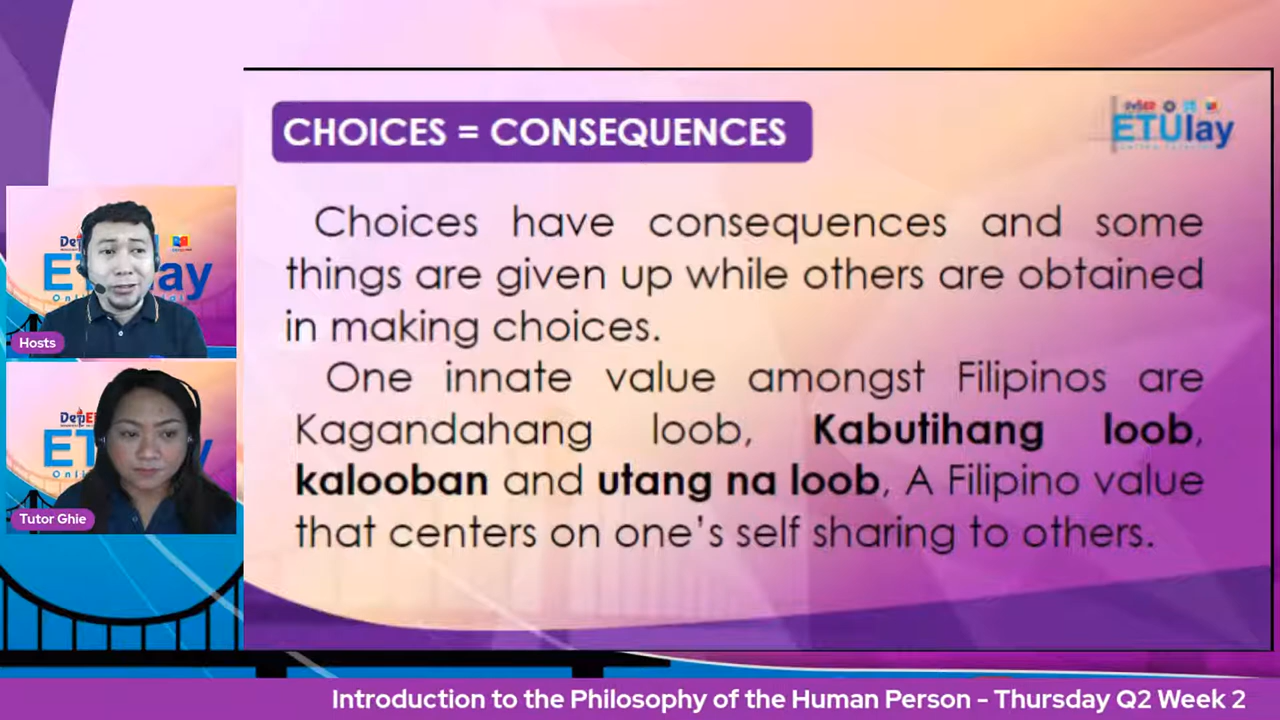 CHOICES = CONSEQUENCES
ETUlay
Choices have consequences and some
things are given up while others are obtained
in making choices.
One innate value amongst Filipinos are
Kagandahang loob, Kabutihang loob,
kalooban and utang na loob, A Filipino value
that centers on one's self sharing to others.
Hosts
Tutor Ghie
Introduction to the Philosophy of the Human Person - Thursday Q2 Week 2